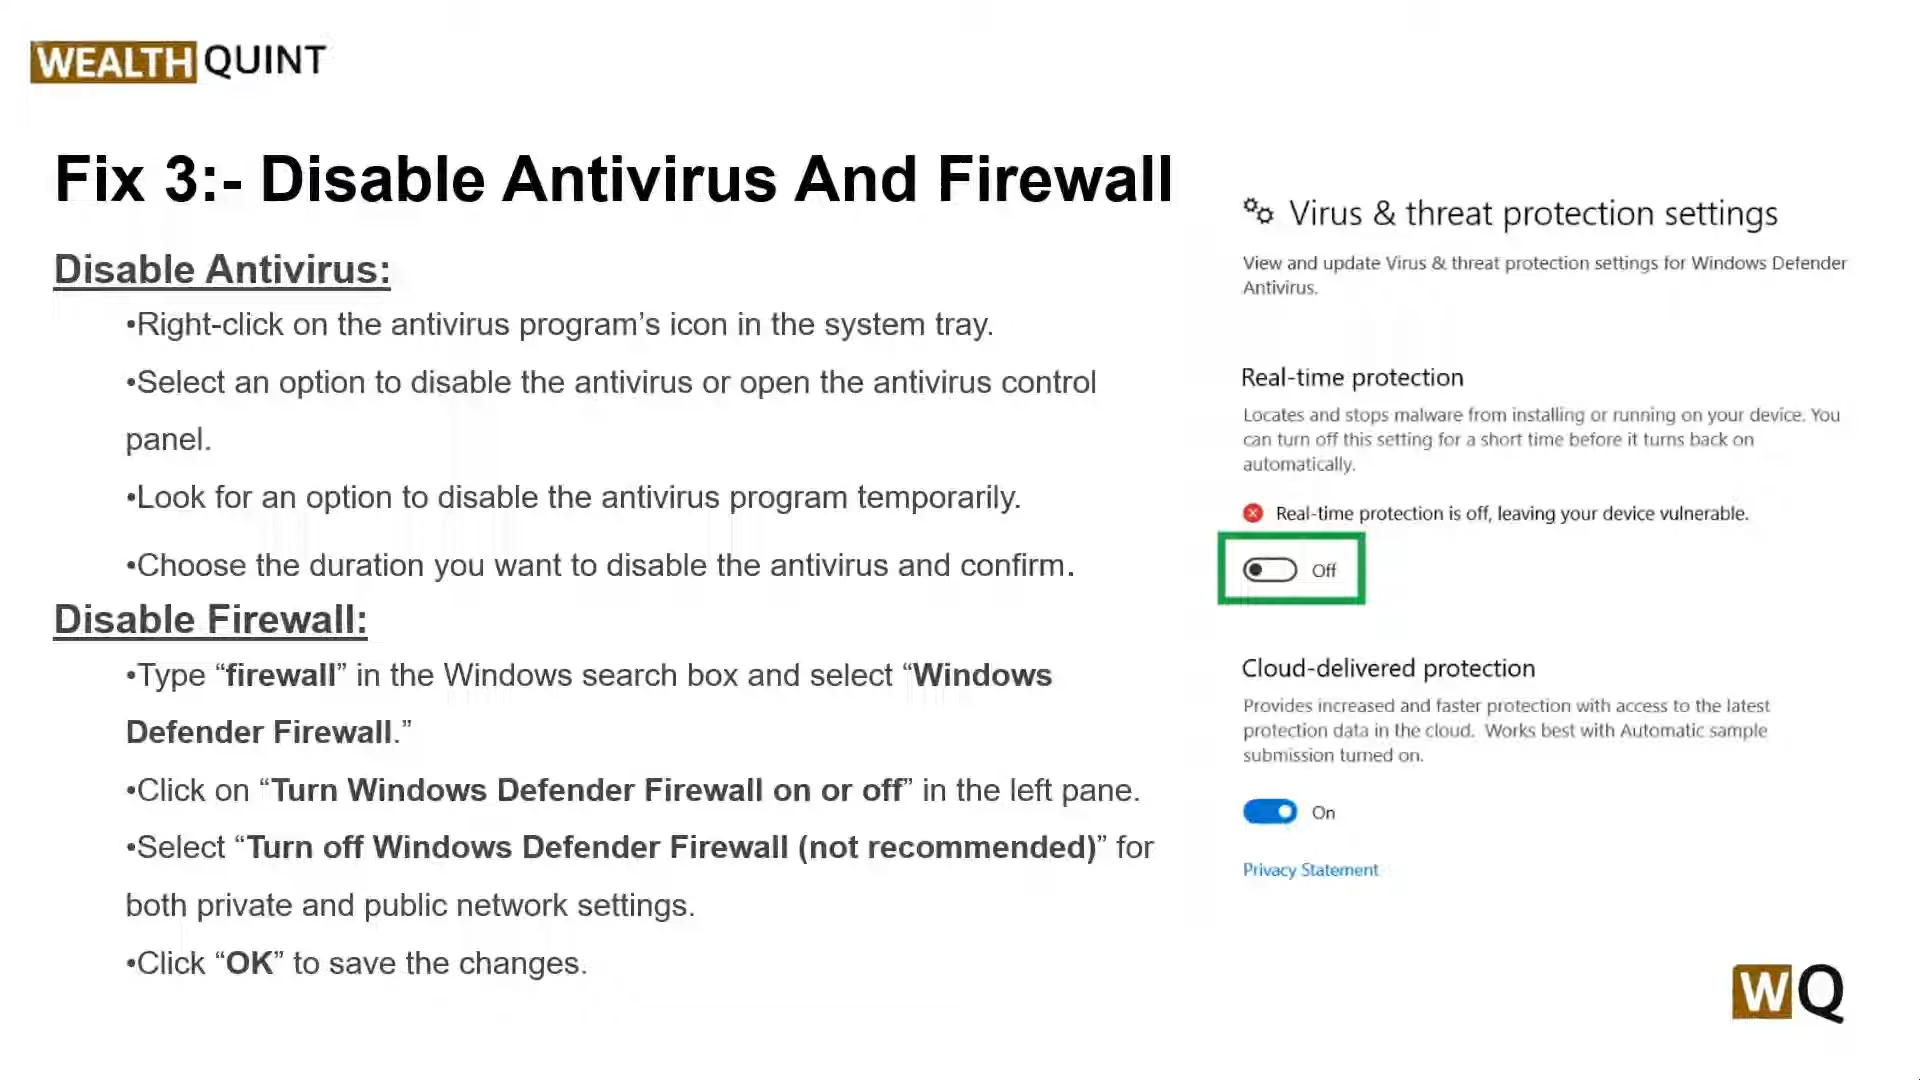 WEALTH QUINT
Fix 3:- Disable Antivirus And Firewall
Disable Antivirus:
•Right-click on the antivirus program’s icon in the system tray.
•Select an option to disable the antivirus or open the antivirus control
panel.
•Look for an option to disable the antivirus program temporarily.
•Choose the duration you want to disable the antivirus and confirm.
Disable Firewall:
•Type “firewall” in the Windows search box and select “Windows
Defender Firewall.”
•Click on “Turn Windows Defender Firewall on or off” in the left pane.
•Select “Turn off Windows Defender Firewall (not recommended)” for
both private and public network settings.
•Click “OK” to save the changes.
Virus & threat protection settings
View and update Virus & threat protection settings for Windows Defender
Antivirus.
Real-time protection
Locates and stops malware from installing or running on your device. You
can turn off this setting for a short time before it turns back on
automatically.
Real-time protection is off, leaving your device vulnerable.
Off
Cloud-delivered protection
Provides increased and faster protection with access to the latest
protection data in the cloud. Works best with Automatic sample
submission turned on.
On
Privacy Statement
WQ